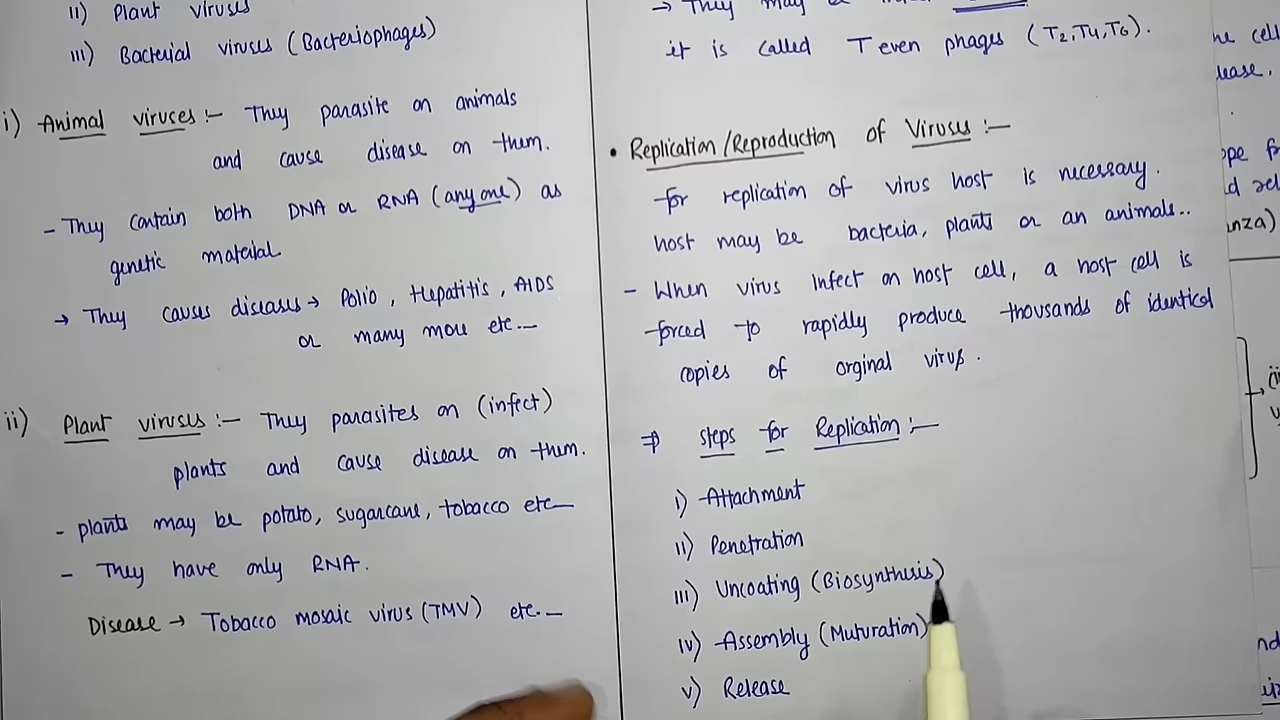 ii) Plant viruses
iii) Bacterial viruses (Bacteriophages)
i) Animal viruses :- They parasite on animals
and cause disease on them.
- They contain both DNA or RNA (any one) as
genetic material
→ They causes diseases → Polio, Hepatitis, AIDS
or many more etc.—
ii) Plant viruses :- They parasites on (infect)
plants and cause disease on them.
- plants may be potato, sugarcane, tobacco etc—
- They have only RNA.
Disease → Tobacco mosaic virus (TMV) etc.—
→ They may
it is called T even phages (T2, T4, T6).
• Replication/Reproduction of Viruses :-
for replication of virus host is necessary.
host may be bacteria, plants or an animals..
- When virus Infect on host cell, a host cell is
forced to rapidly produce thousands of identical
copies of orginal virus.
⇒ Steps for Replication :-
i) Attachment
ii) Penetration
iii) Uncoating (Biosynthesis)
iv) Assembly (Muturation)
v) Release
cell